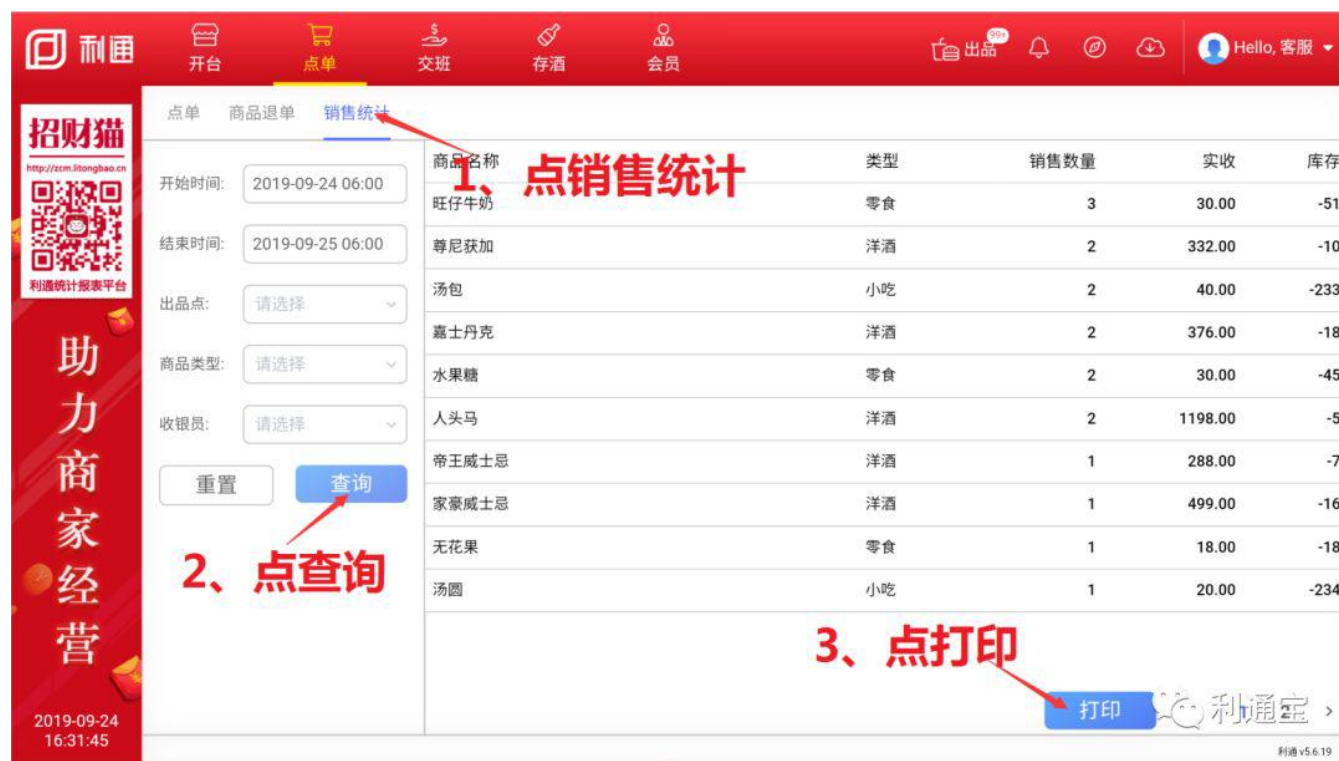 利通
开台
点单
交班
存酒
会员
出品
99+
Hello, 客服
招财猫
http://zcm.litongbao.cn
利通统计报表平台
助力商家经营
2019-09-24
16:31:45
点单 商品退单 销售统计
1、点销售统计
开始时间: 2019-09-24 06:00
结束时间: 2019-09-25 06:00
出品点: 请选择
商品类型: 请选择
收银员: 请选择
重置 查询
2、点查询
商品名称 类型 销售数量 实收 库存
旺仔牛奶 零食 3 30.00 -51
尊尼获加 洋酒 2 332.00 -10
汤包 小吃 2 40.00 -233
嘉士丹克 洋酒 2 376.00 -18
水果糖 零食 2 30.00 -45
人头马 洋酒 2 1198.00 -5
帝王威士忌 洋酒 1 288.00 -7
家豪威士忌 洋酒 1 499.00 -16
无花果 零食 1 18.00 -18
汤圆 小吃 1 20.00 -234
3、点打印
打印
利通宝
1 2 >
利通 v5.6.19